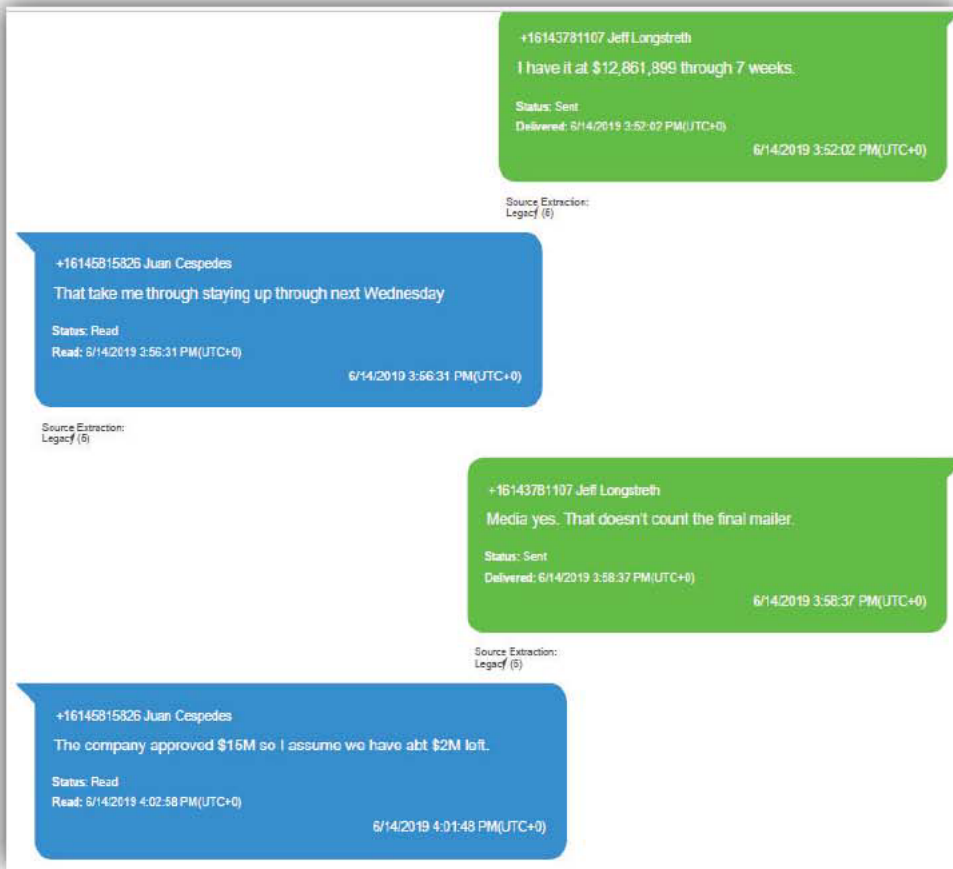 +16143781107 Jeff Longstreth
I have it at $12,861,899 through 7 weeks.
Status: Sent
Delivered: 6/14/2019 3:52:02 PM(UTC+0)
6/14/2019 3:52:02 PM(UTC+0)
Source Extraction:
Legacy (5)
+16145815826 Juan Cespedes
That take me through staying up through next Wednesday
Status: Read
Read: 6/14/2019 3:56:31 PM(UTC+0)
6/14/2019 3:56:31 PM(UTC+0)
Source Extraction:
Legacy (5)
+16143781107 Jeff Longstreth
Media yes. That doesn't count the final mailer.
Status: Sent
Delivered: 6/14/2019 3:58:37 PM(UTC+0)
6/14/2019 3:58:37 PM(UTC+0)
Source Extraction:
Legacy (5)
+16145815826 Juan Cespedes
The company approved $15M so I assume we have abt $2M left.
Status: Read
Read: 6/14/2019 4:02:58 PM(UTC+0)
6/14/2019 4:01:48 PM(UTC+0)